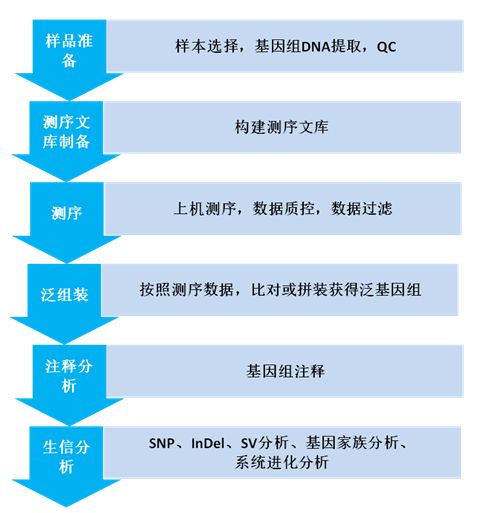 样品准
备
样本选择，基因组DNA提取，QC
测序文
库制备
构建测序文库
测序
上机测序，数据质控，数据过滤
泛组装
按照测序数据，比对或拼装获得泛基因组
注释分
析
基因组注释
生信分
析
SNP、InDel、SV分析、基因家族分析、
系统进化分析